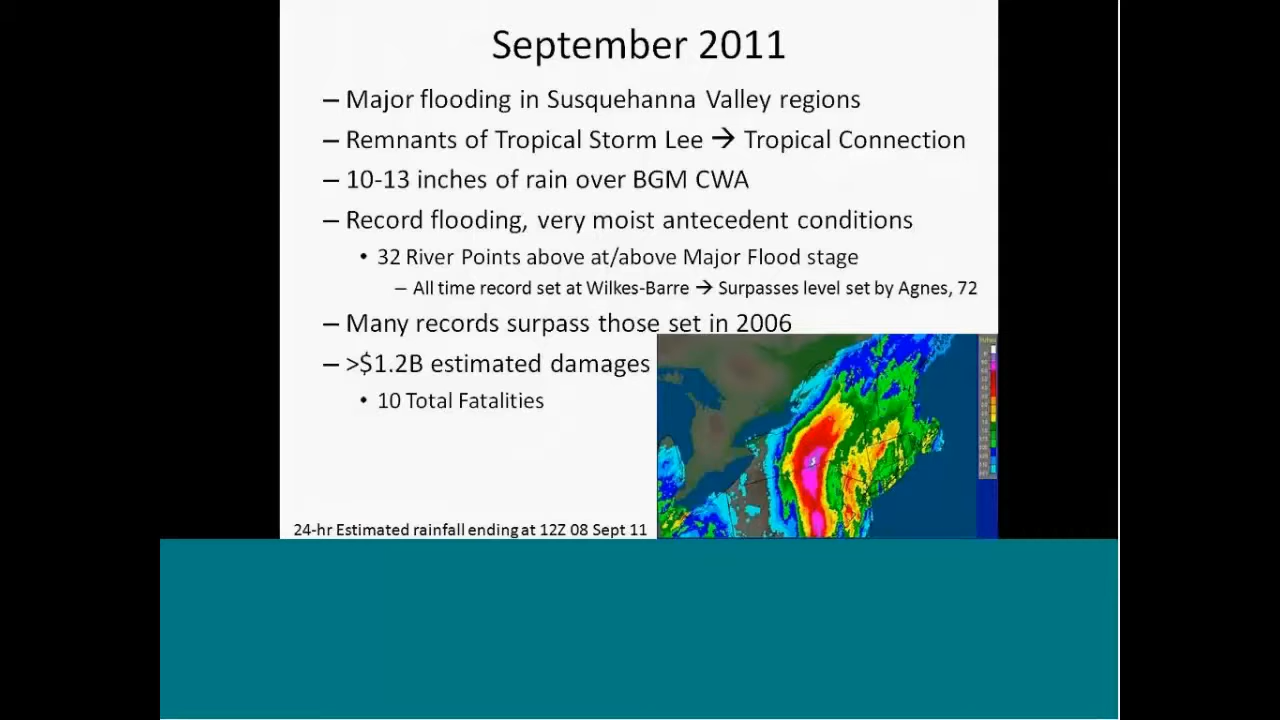 September 2011
– Major flooding in Susquehanna Valley regions
– Remnants of Tropical Storm Lee → Tropical Connection
– 10-13 inches of rain over BGM CWA
– Record flooding, very moist antecedent conditions
• 32 River Points above at/above Major Flood stage
– All time record set at Wilkes-Barre → Surpasses level set by Agnes, 72
– Many records surpass those set in 2006
– >$1.2B estimated damages
• 10 Total Fatalities
24-hr Estimated rainfall ending at 12Z 08 Sept 11